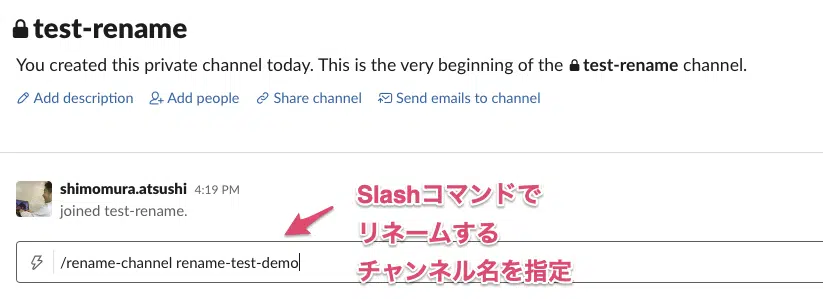 test-rename
You created this private channel today. This is the very beginning of the test-rename channel.
Add description Add people Share channel Send emails to channel
shimomura.atsushi 4:19 PM
joined test-rename.
Slashコマンドで
リネームする
チャンネル名を指定
/rename-channel rename-test-demo